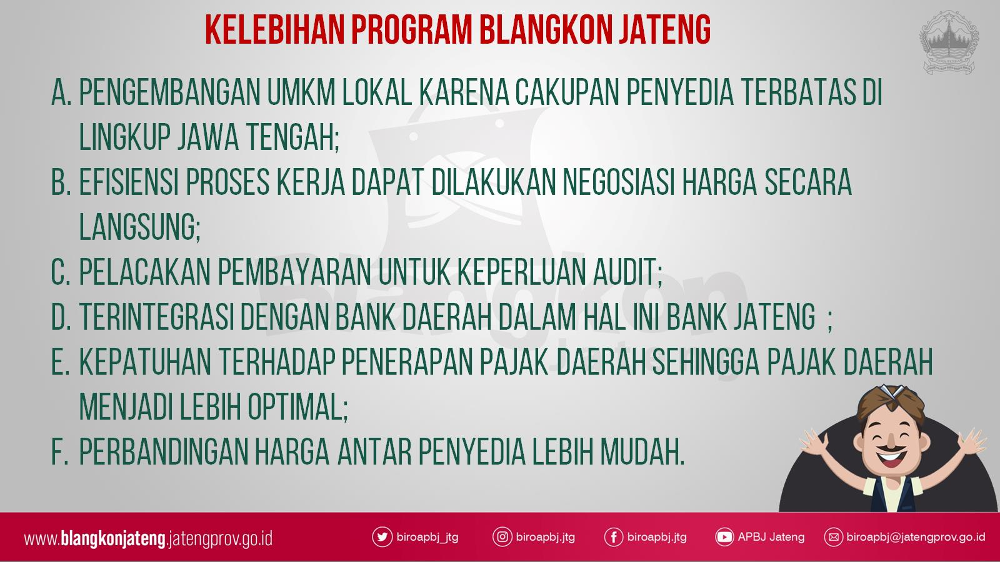 KELEBIHAN PROGRAM BLANGKON JATENG
A. PENGEMBANGAN UMKM LOKAL KARENA CAKUPAN PENYEDIA TERBATAS DI
LINGKUP JAWA TENGAH;
B. EFISIENSI PROSES KERJA DAPAT DILAKUKAN NEGOSIASI HARGA SECARA
LANGSUNG;
C. PELACAKAN PEMBAYARAN UNTUK KEPERLUAN AUDIT;
D. TERINTEGRASI DENGAN BANK DAERAH DALAM HAL INI BANK JATENG ;
E. KEPATUHAN TERHADAP PENERAPAN PAJAK DAERAH SEHINGGA PAJAK DAERAH
MENJADI LEBIH OPTIMAL;
F. PERBANDINGAN HARGA ANTAR PENYEDIA LEBIH MUDAH.
Blangkon
jateng
www.blangkonjateng.jatengprov.go.id
biroapbj_jtg
biroapbj.jtg
biroapbj.jtg
APBJ Jateng
biroapbj@jatengprov.go.id